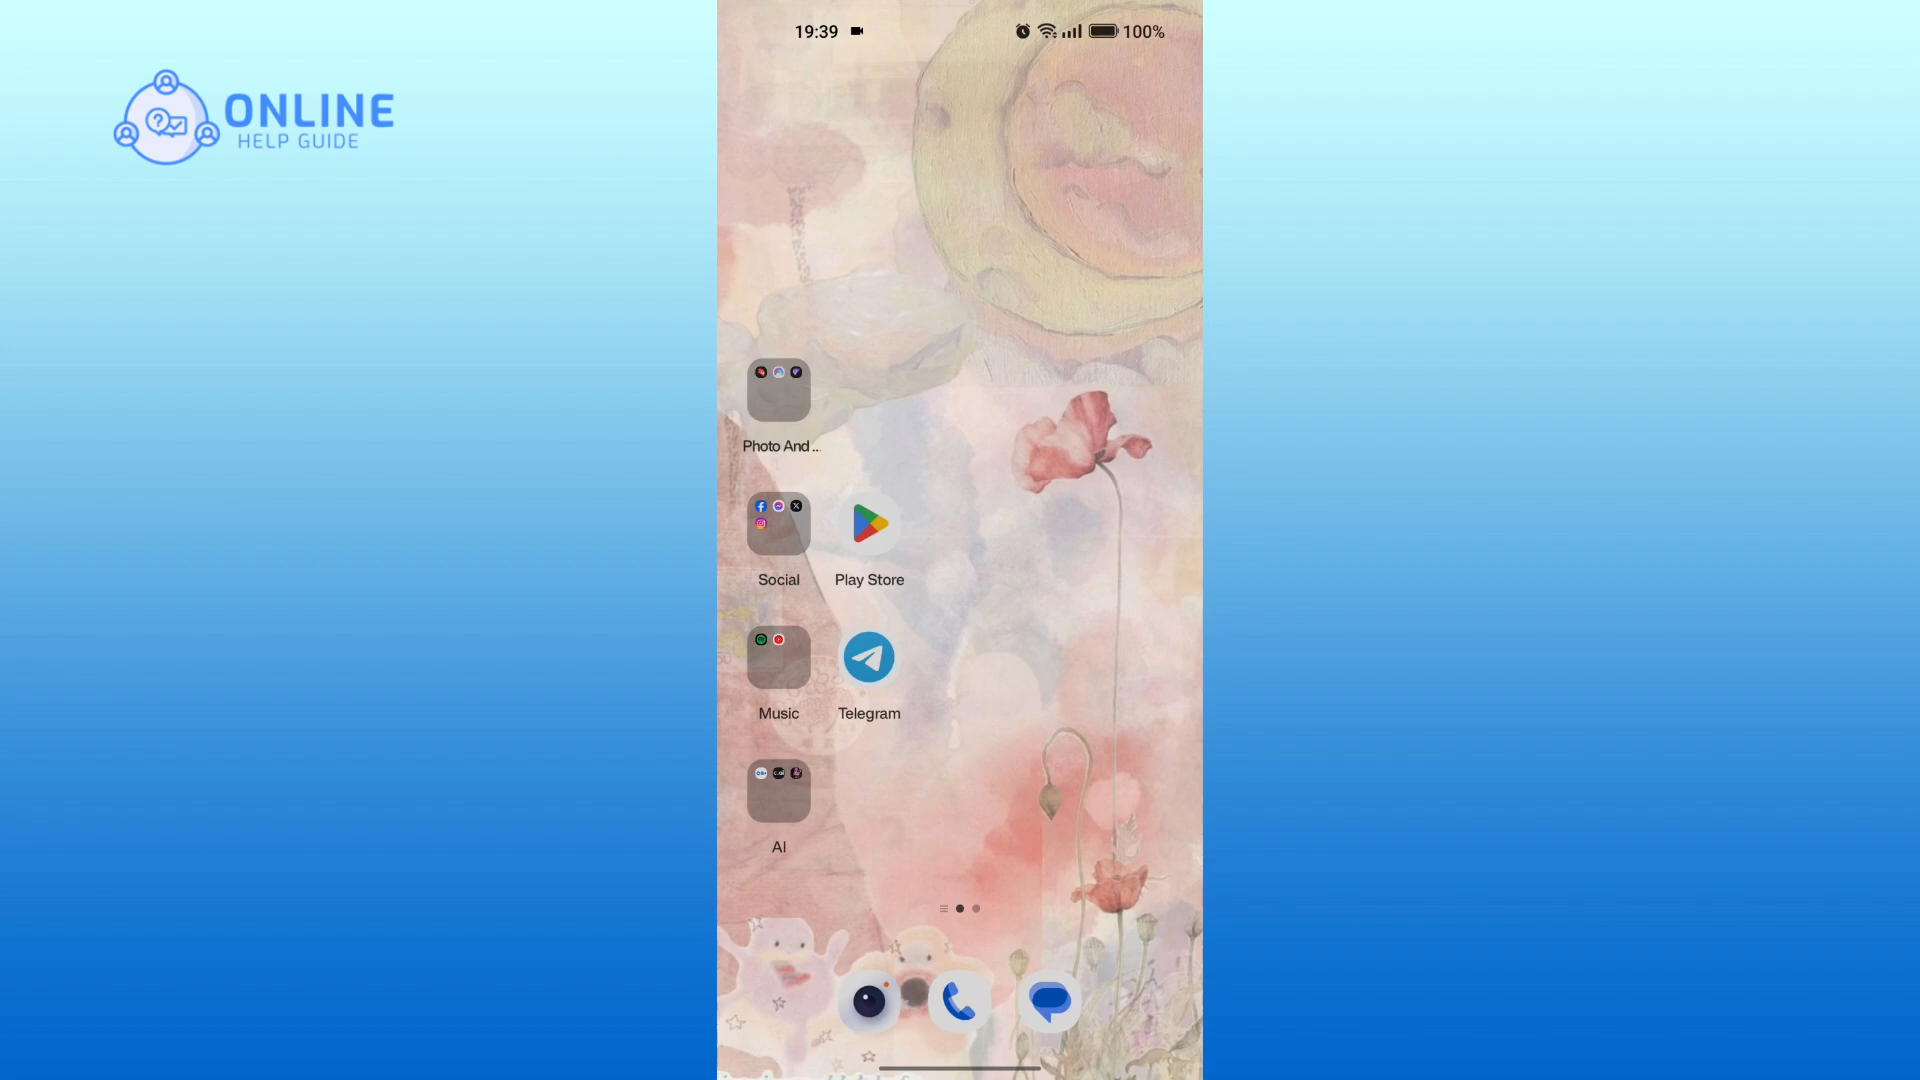 19:39
100%
ONLINE
HELP GUIDE
Photo And ...
Social
Play Store
Music
Telegram
AI